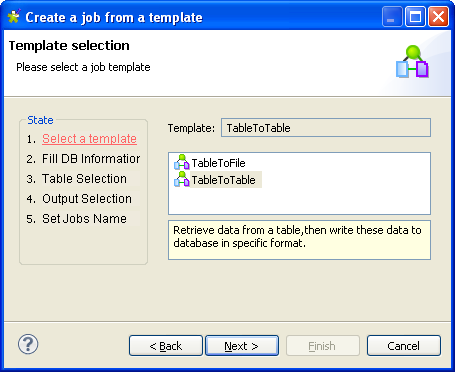 Create a job from a template
Template selection
Please select a job template
State
1. Select a template
2. Fill DB Information
3. Table Selection
4. Output Selection
5. Set Jobs Name
Template: TableToTable
TableToFile
TableToTable
Retrieve data from a table,then write these data to
database in specific format.
?
< Back
Next >
Finish
Cancel